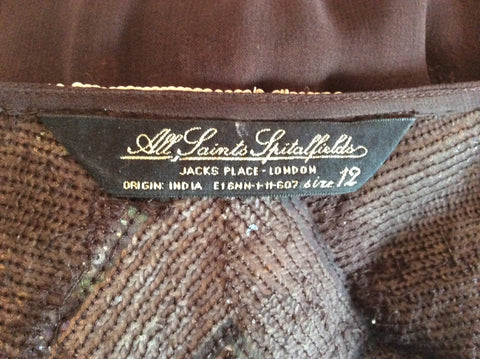 All Saints Spitalfields
JACKS PLACE - LONDON
ORIGIN: INDIA E16NN-1-11-607 size 12